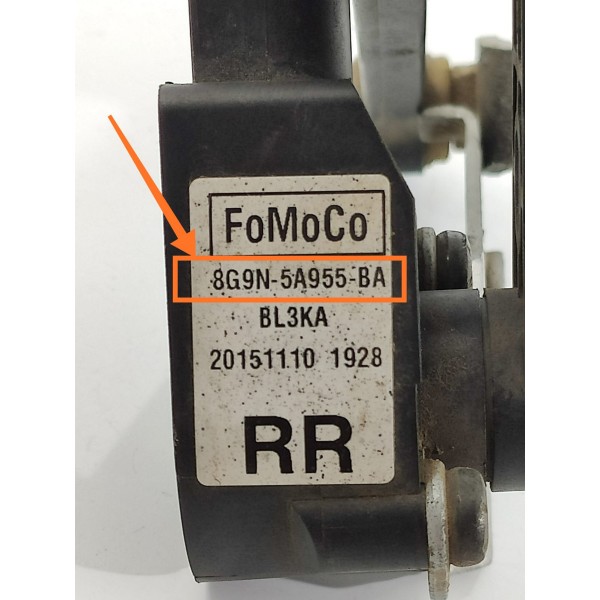 FoMoCo
8G9N-5A955-BA
BL3KA
20151110 1928
RR